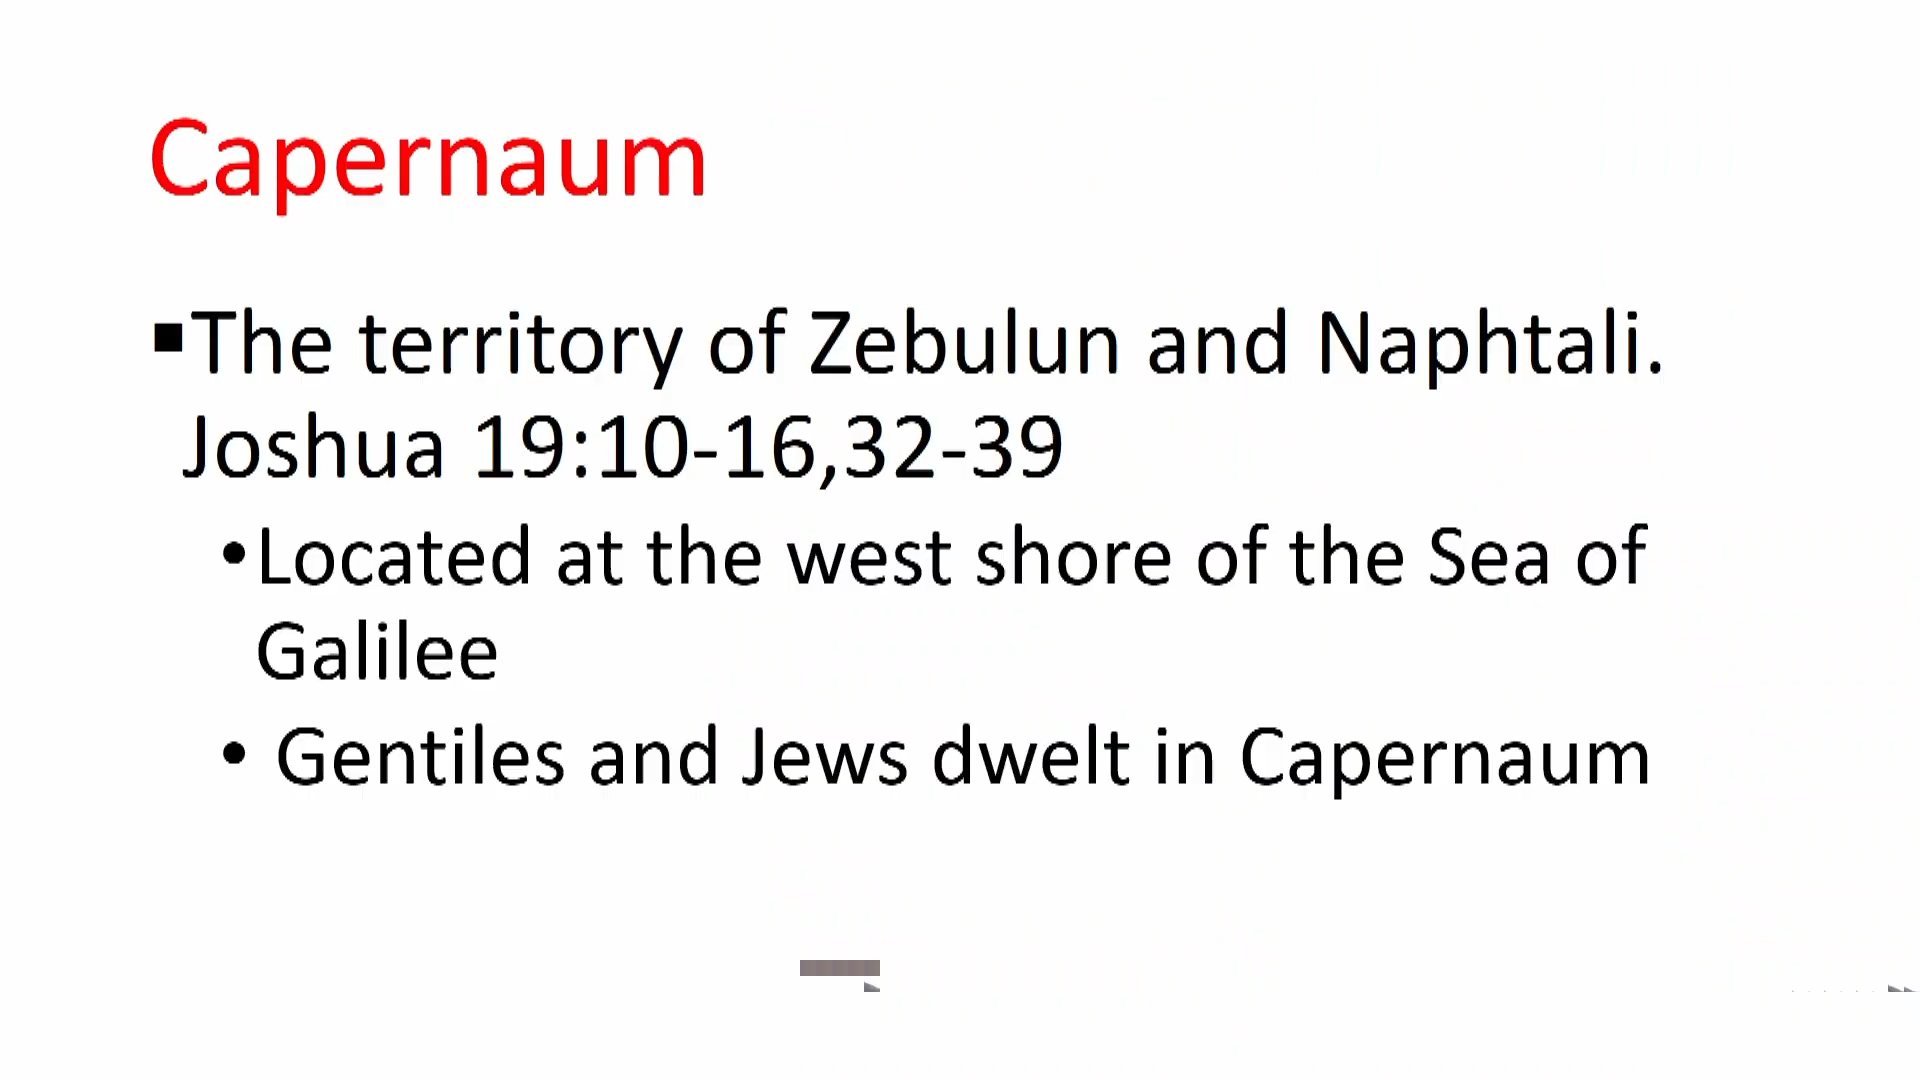 Capernaum
▪The territory of Zebulun and Naphtali.
Joshua 19:10-16,32-39
•Located at the west shore of the Sea of
Galilee
• Gentiles and Jews dwelt in Capernaum